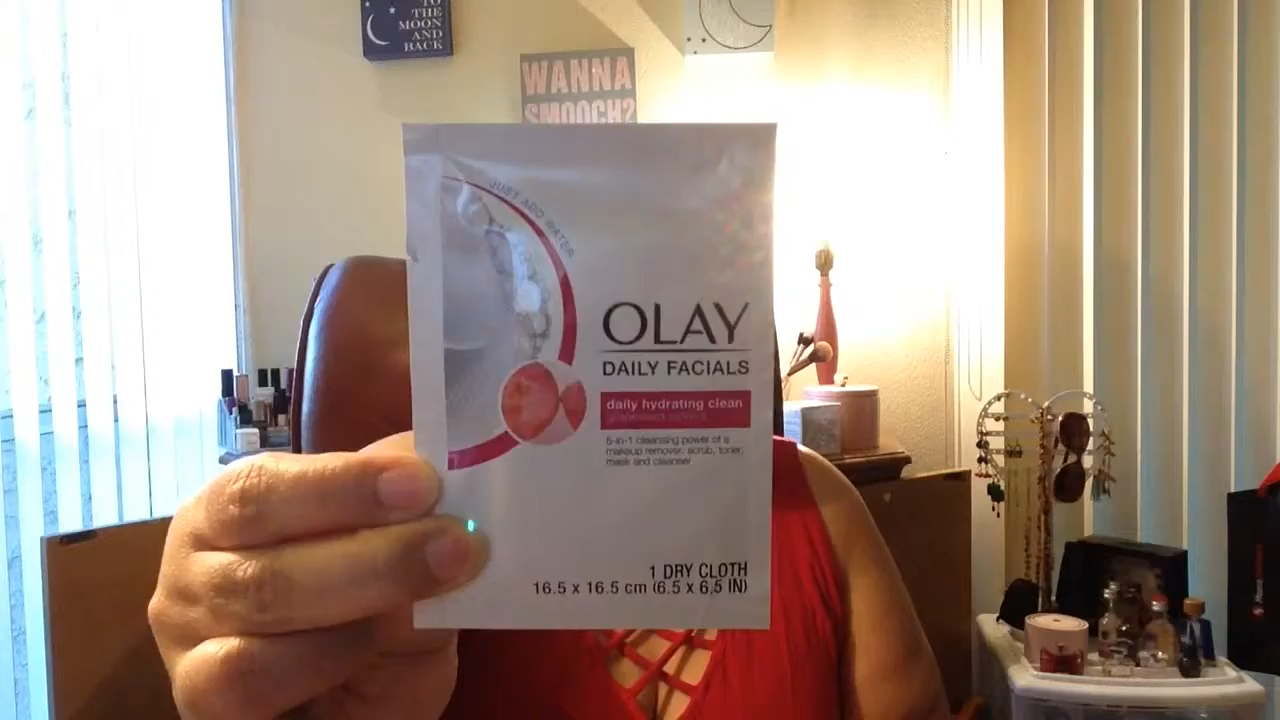 TO
THE
MOON
AND
BACK
WANNA
SMOOCH?
JUST ADD WATER
OLAY
DAILY FACIALS
daily hydrating clean
5-in-1 cleansing power of a
makeup remover, scrub, toner,
mask and cleanser
1 DRY CLOTH
16.5 x 16.5 cm (6.5 x 6.5 IN)